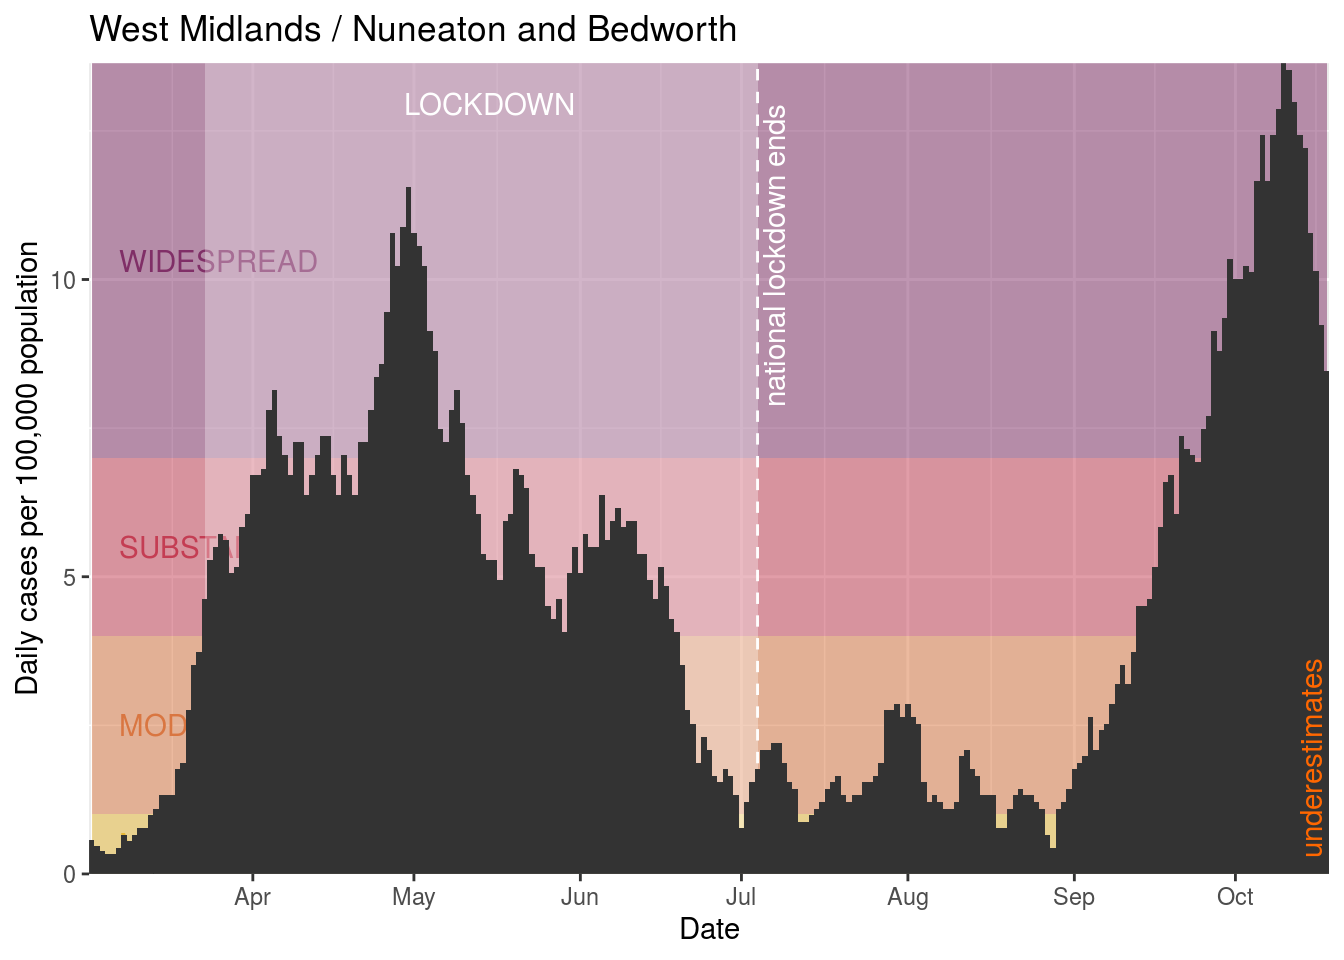 West Midlands / Nuneaton and Bedworth
LOCKDOWN
national lockdown ends
WIDESPREAD
MOD
underestimates
Daily cases per 100,000 population
10
5
0
Apr
May
Jun
Jul
Aug
Sep
Oct
Date